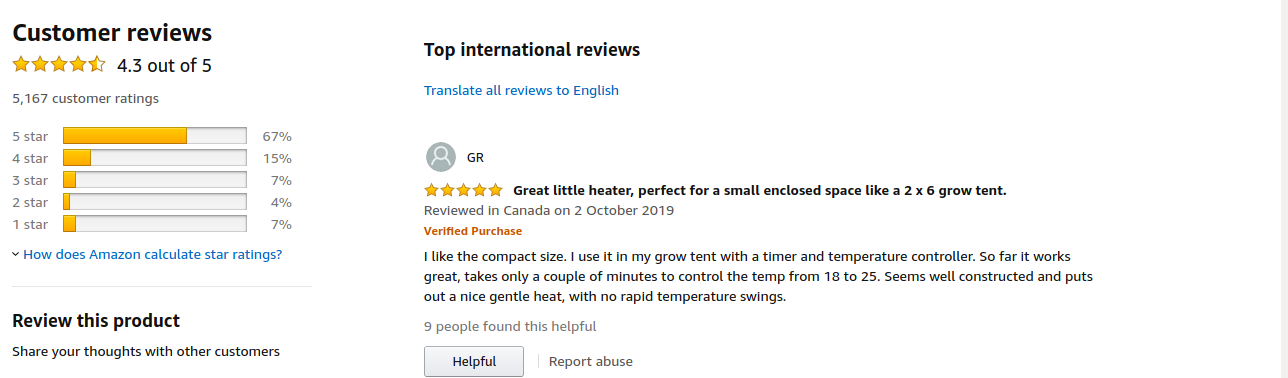 Customer reviews
4.3 out of 5
5,167 customer ratings
5 star 67%
4 star 15%
3 star 7%
2 star 4%
1 star 7%
How does Amazon calculate star ratings?
Review this product
Share your thoughts with other customers
Top international reviews
Translate all reviews to English
GR
Great little heater, perfect for a small enclosed space like a 2 x 6 grow tent.
Reviewed in Canada on 2 October 2019
Verified Purchase
I like the compact size. I use it in my grow tent with a timer and temperature controller. So far it works
great, takes only a couple of minutes to control the temp from 18 to 25. Seems well constructed and puts
out a nice gentle heat, with no rapid temperature swings.
9 people found this helpful
Helpful Report abuse